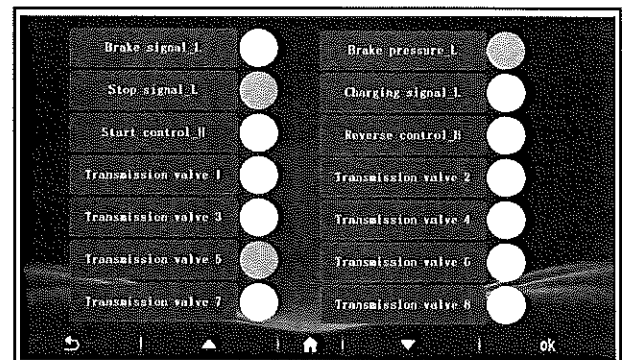 Brake signal_L
Brake pressure_L
Stop signal_L
Charging signal_L
Start control_H
Reverse control_H
Transmission valve 1
Transmission valve 2
Transmission valve 3
Transmission valve 4
Transmission valve 5
Transmission valve 6
Transmission valve 7
Transmission valve 8
ok